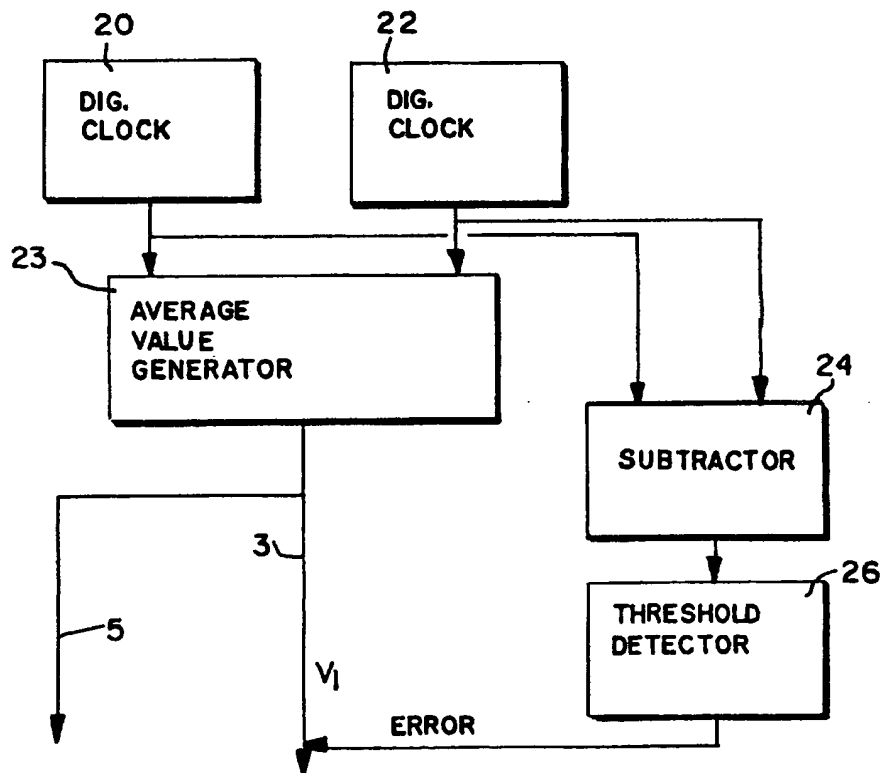 20
DIG.
CLOCK
22
DIG.
CLOCK
23
AVERAGE
VALUE
GENERATOR
24
SUBTRACTOR
3
5
26
THRESHOLD
DETECTOR
V1
ERROR